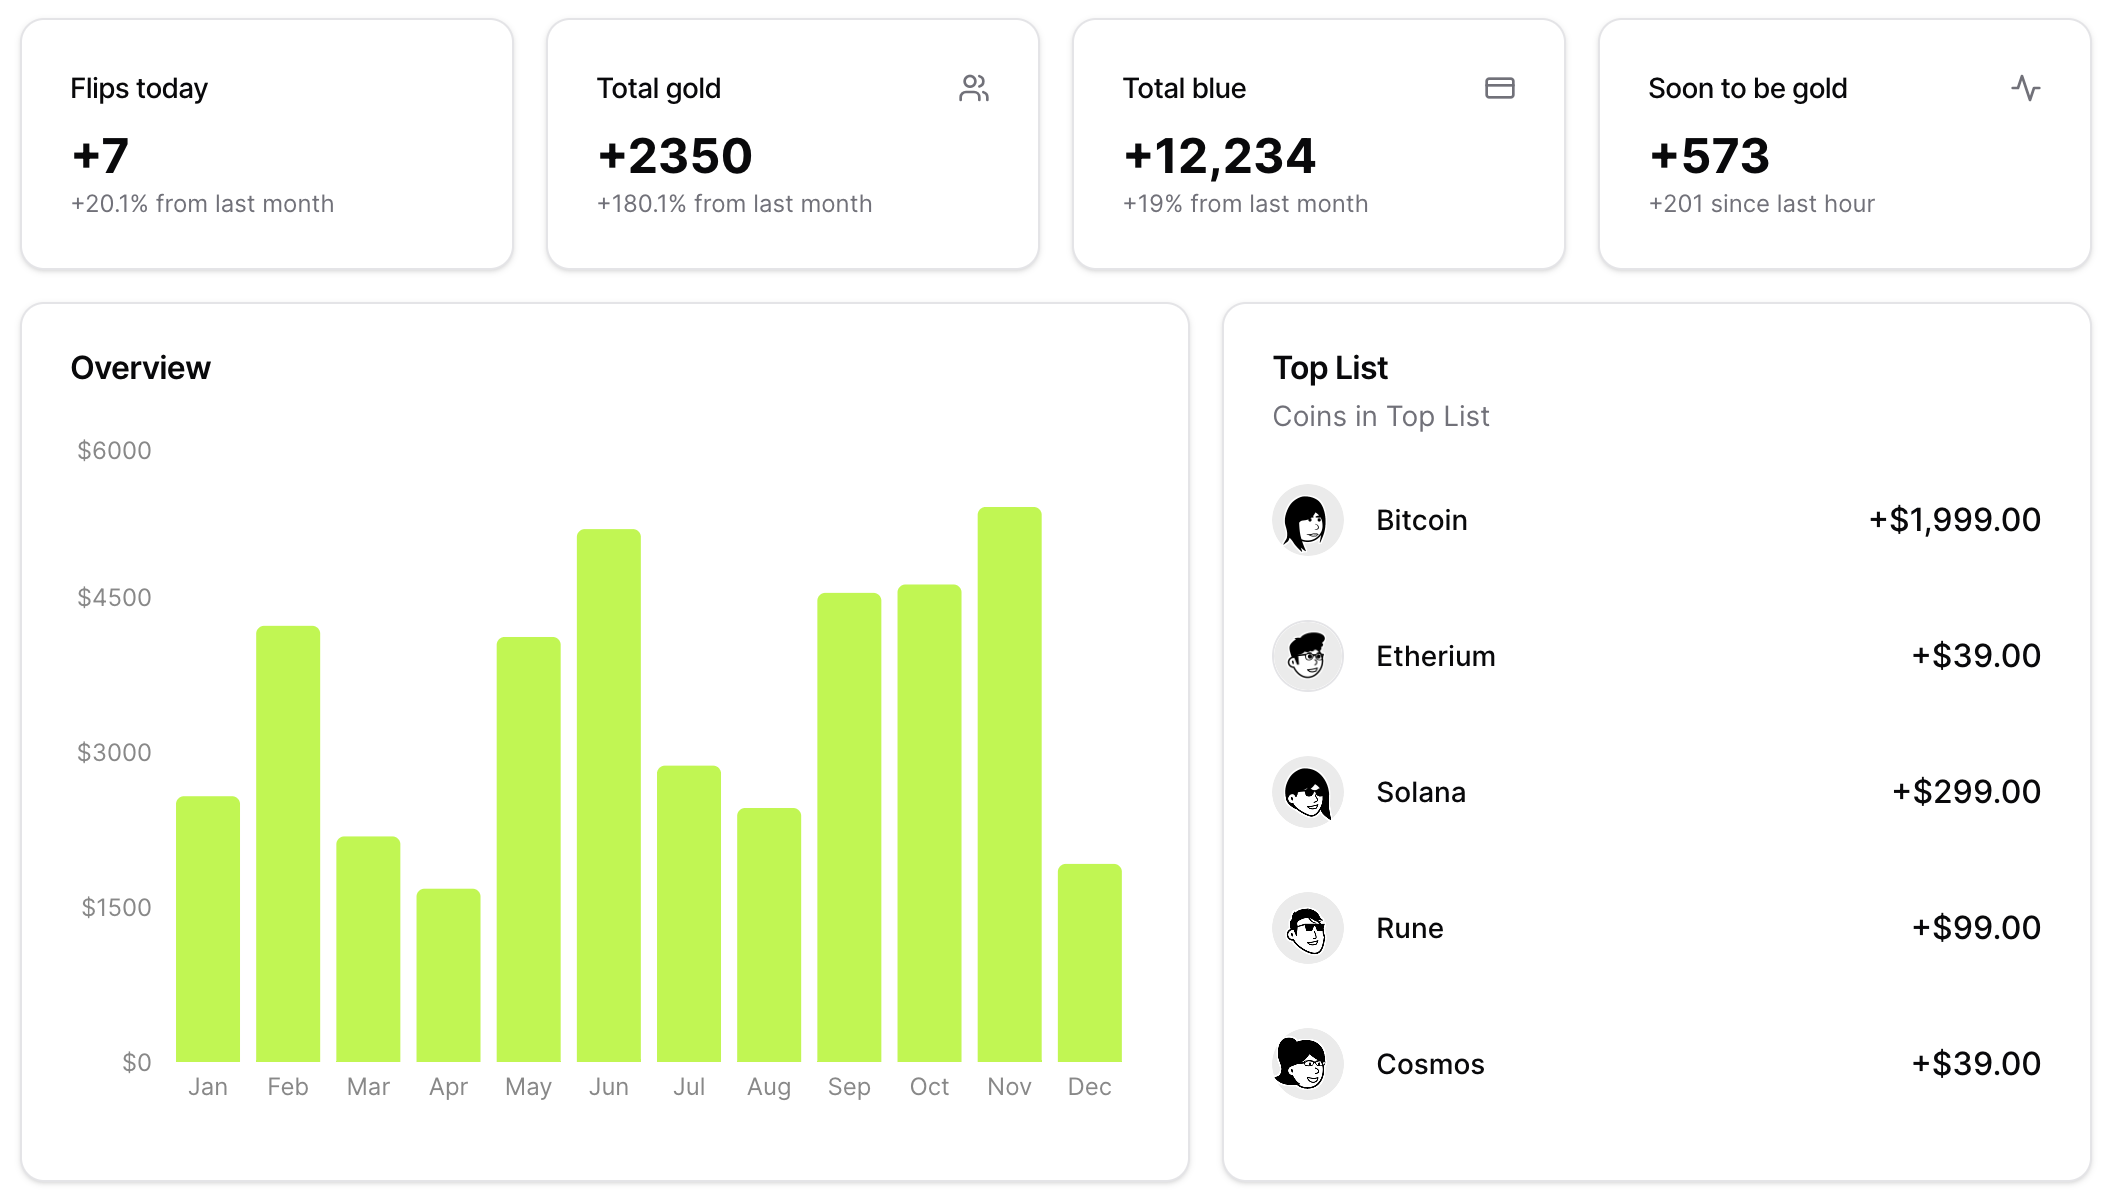 Flips today
+7
+20.1% from last month
Total gold
+2350
+180.1% from last month
Total blue
+12,234
+19% from last month
Soon to be gold
+573
+201 since last hour
Overview
$6000
$4500
$3000
$1500
$0
Jan Feb Mar Apr May Jun Jul Aug Sep Oct Nov Dec
Top List
Coins in Top List
Bitcoin +$1,999.00
Etherium +$39.00
Solana +$299.00
Rune +$99.00
Cosmos +$39.00